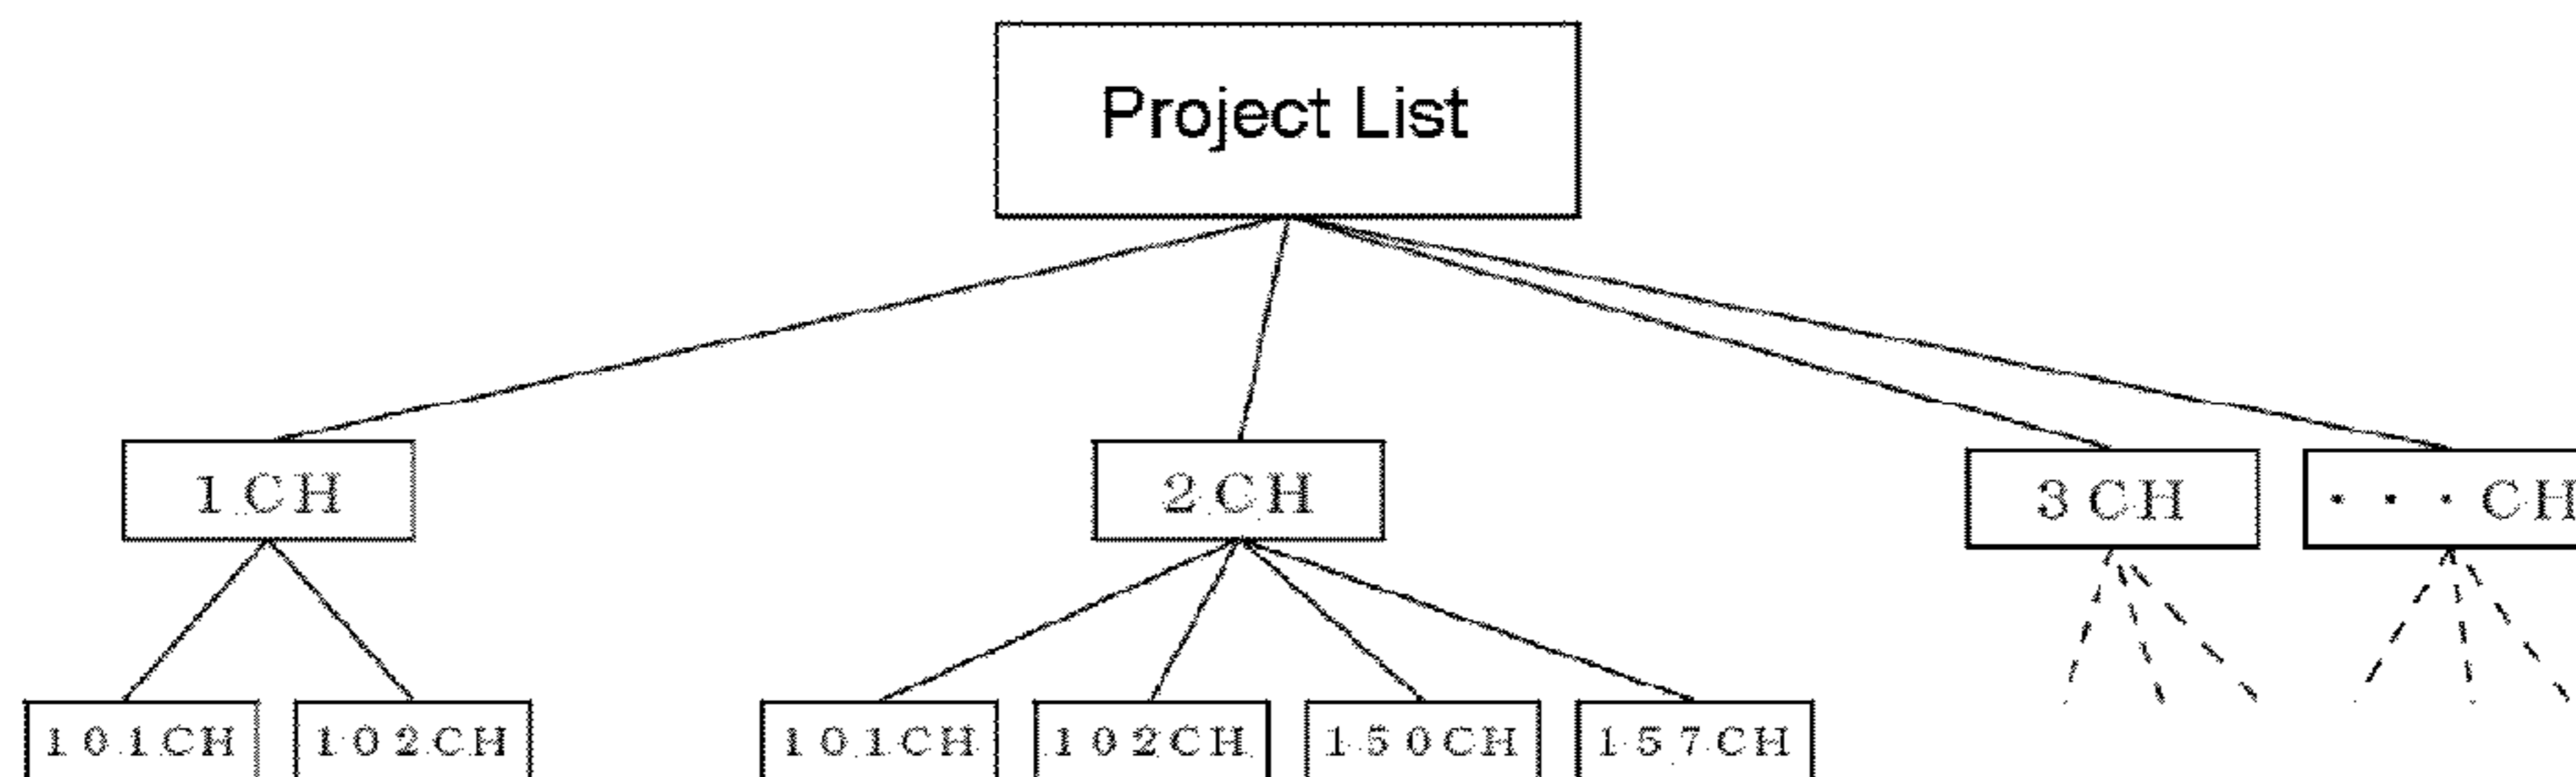 Project List
1CH
2CH
3CH
・・・CH
101CH
102CH
101CH
102CH
150CH
157CH